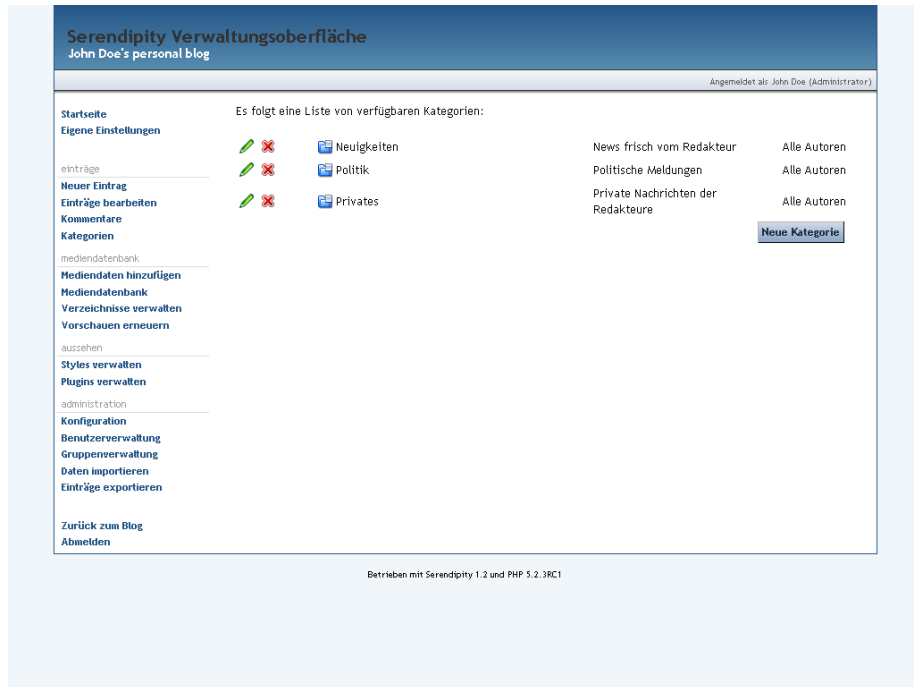 Serendipity Verwaltungsoberfläche
John Doe's personal blog
Angemeldet als John Doe (Administrator)
Startseite
Eigene Einstellungen
einträge
Neuer Eintrag
Einträge bearbeiten
Kommentare
Kategorien
mediendatenbank
Mediendaten hinzufügen
Mediendatenbank
Verzeichnisse verwalten
Vorschauen erneuern
aussehen
Styles verwalten
Plugins verwalten
administration
Konfiguration
Benutzerverwaltung
Gruppenverwaltung
Daten importieren
Einträge exportieren
Zurück zum Blog
Abmelden
Es folgt eine Liste von verfügbaren Kategorien:
Neuigkeiten News frisch vom Redakteur Alle Autoren
Politik Politische Meldungen Alle Autoren
Privates Private Nachrichten der Alle Autoren
Redakteure
Neue Kategorie
Betrieben mit Serendipity 1.2 und PHP 5.2.3RC1